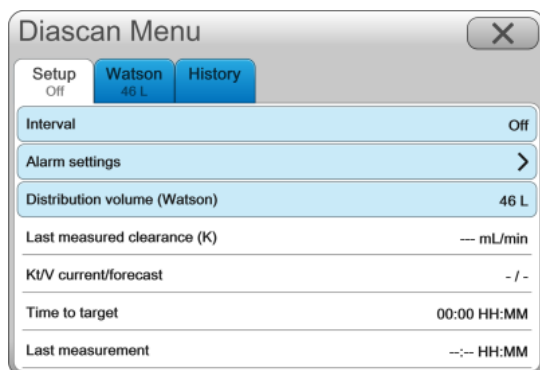 Diascan Menu
Setup Watson History
Off 46 L
Interval Off
Alarm settings
Distribution volume (Watson) 46 L
Last measured clearance (K) --- mL/min
Kt/V current/forecast - / -
Time to target 00:00 HH:MM
Last measurement --:-- HH:MM